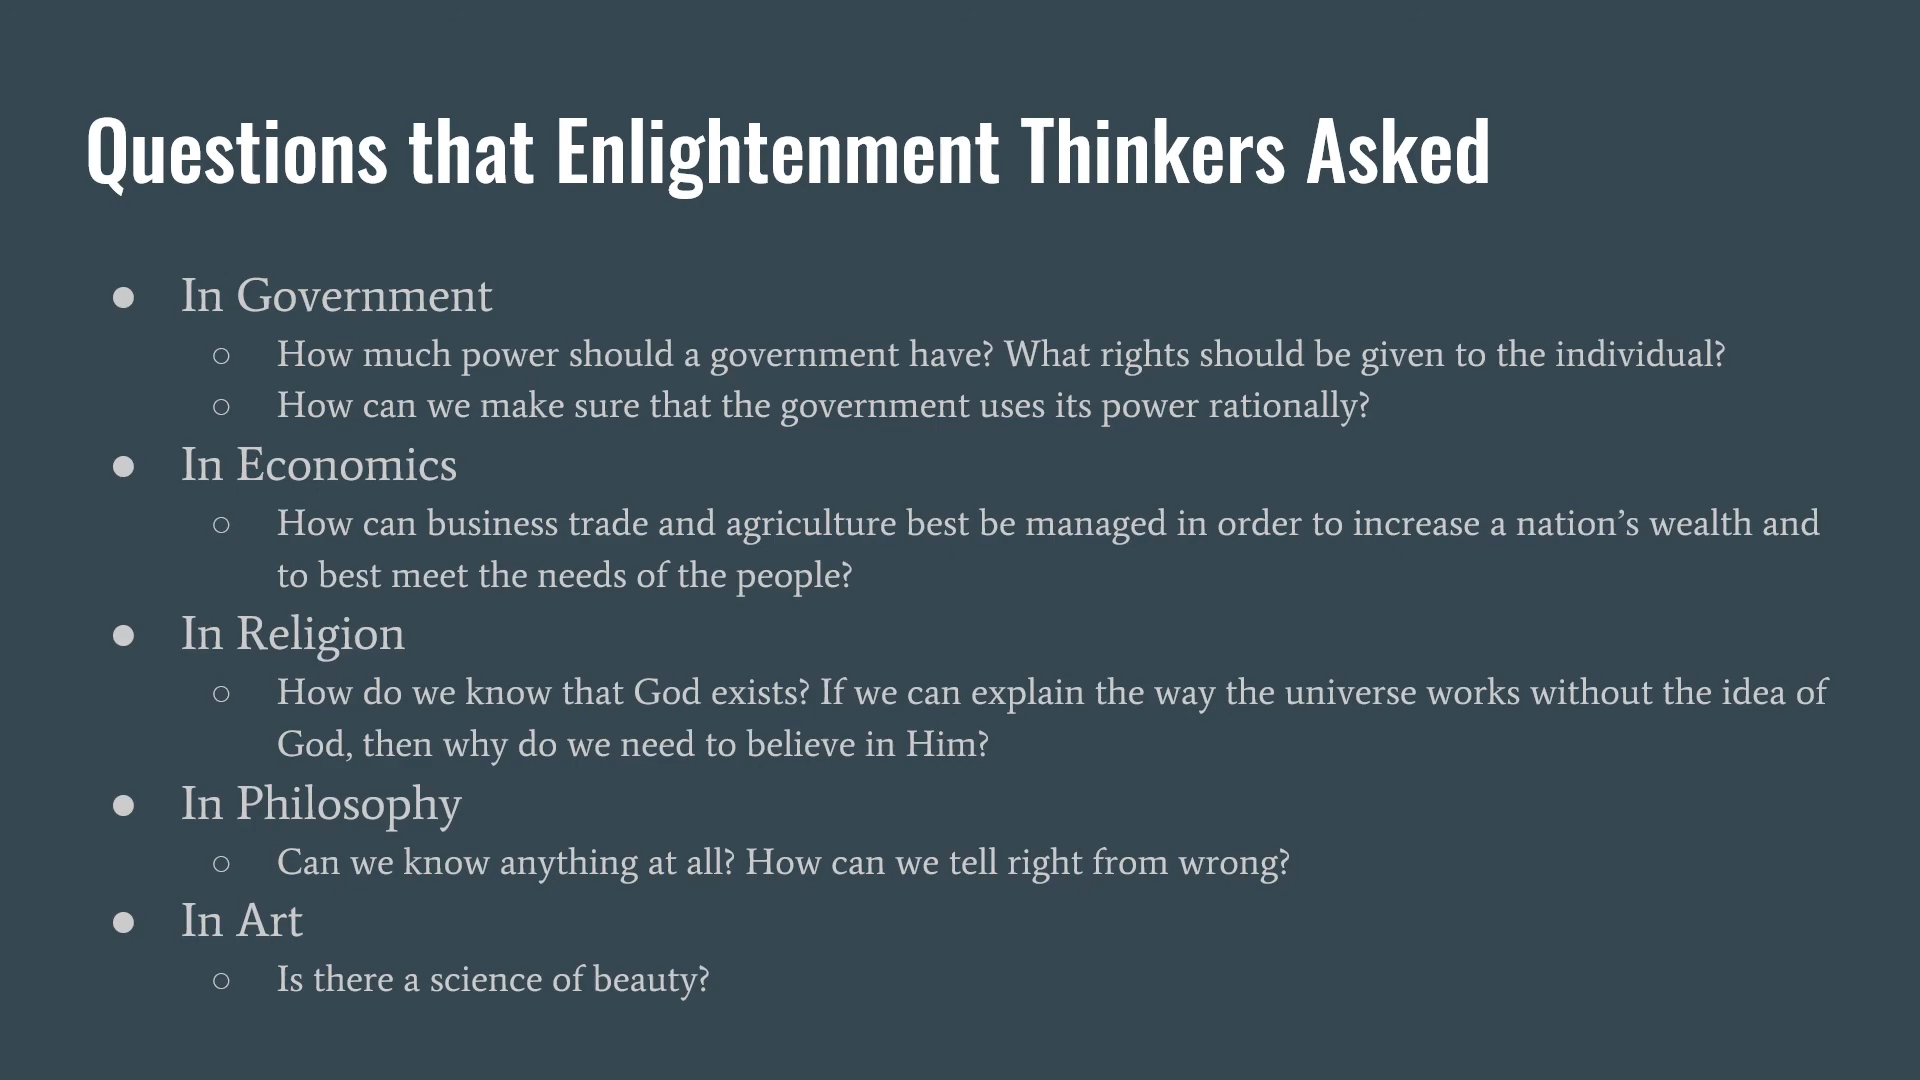 Questions that Enlightenment Thinkers Asked
● In Government
○ How much power should a government have? What rights should be given to the individual?
○ How can we make sure that the government uses its power rationally?
● In Economics
○ How can business trade and agriculture best be managed in order to increase a nation’s wealth and
to best meet the needs of the people?
● In Religion
○ How do we know that God exists? If we can explain the way the universe works without the idea of
God, then why do we need to believe in Him?
● In Philosophy
○ Can we know anything at all? How can we tell right from wrong?
● In Art
○ Is there a science of beauty?